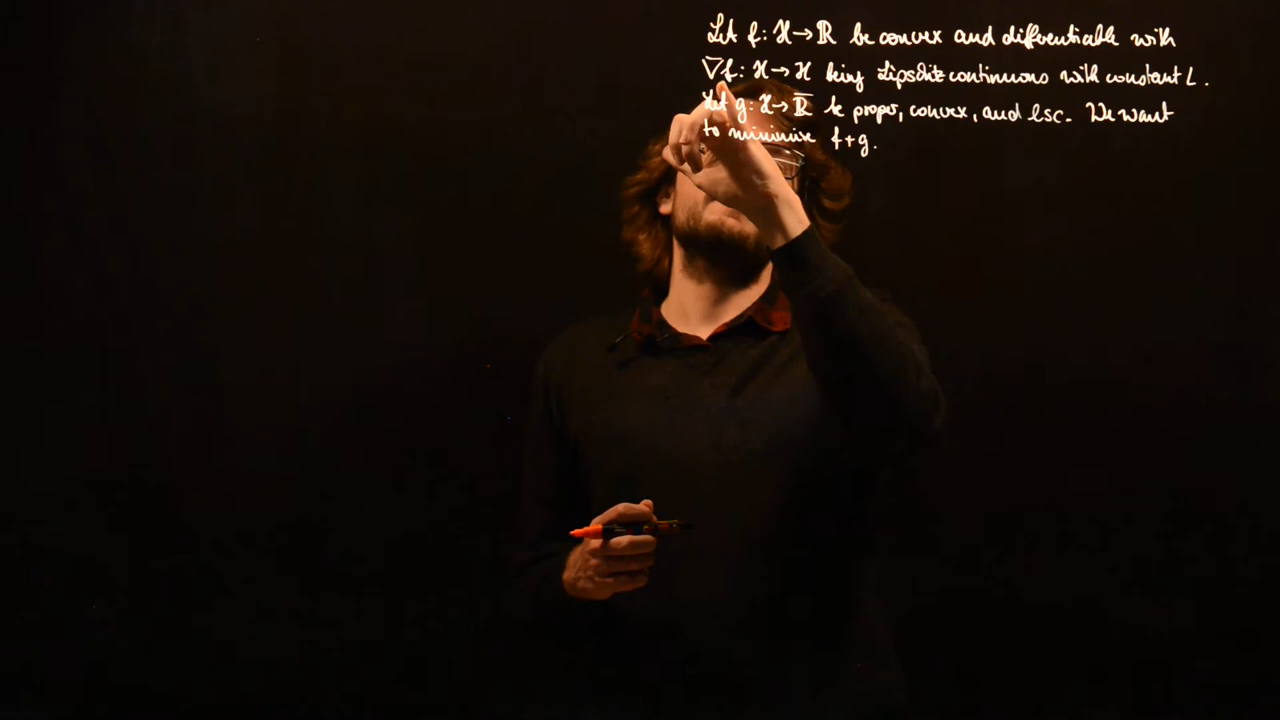 Let f: ℋ→ℝ be convex and differentiable with
∇f: ℋ→ℋ being Lipschitz continuous with constant L.
Let g: ℋ→ℝ̅ be proper, convex, and lsc. We want
to minimise f+g.